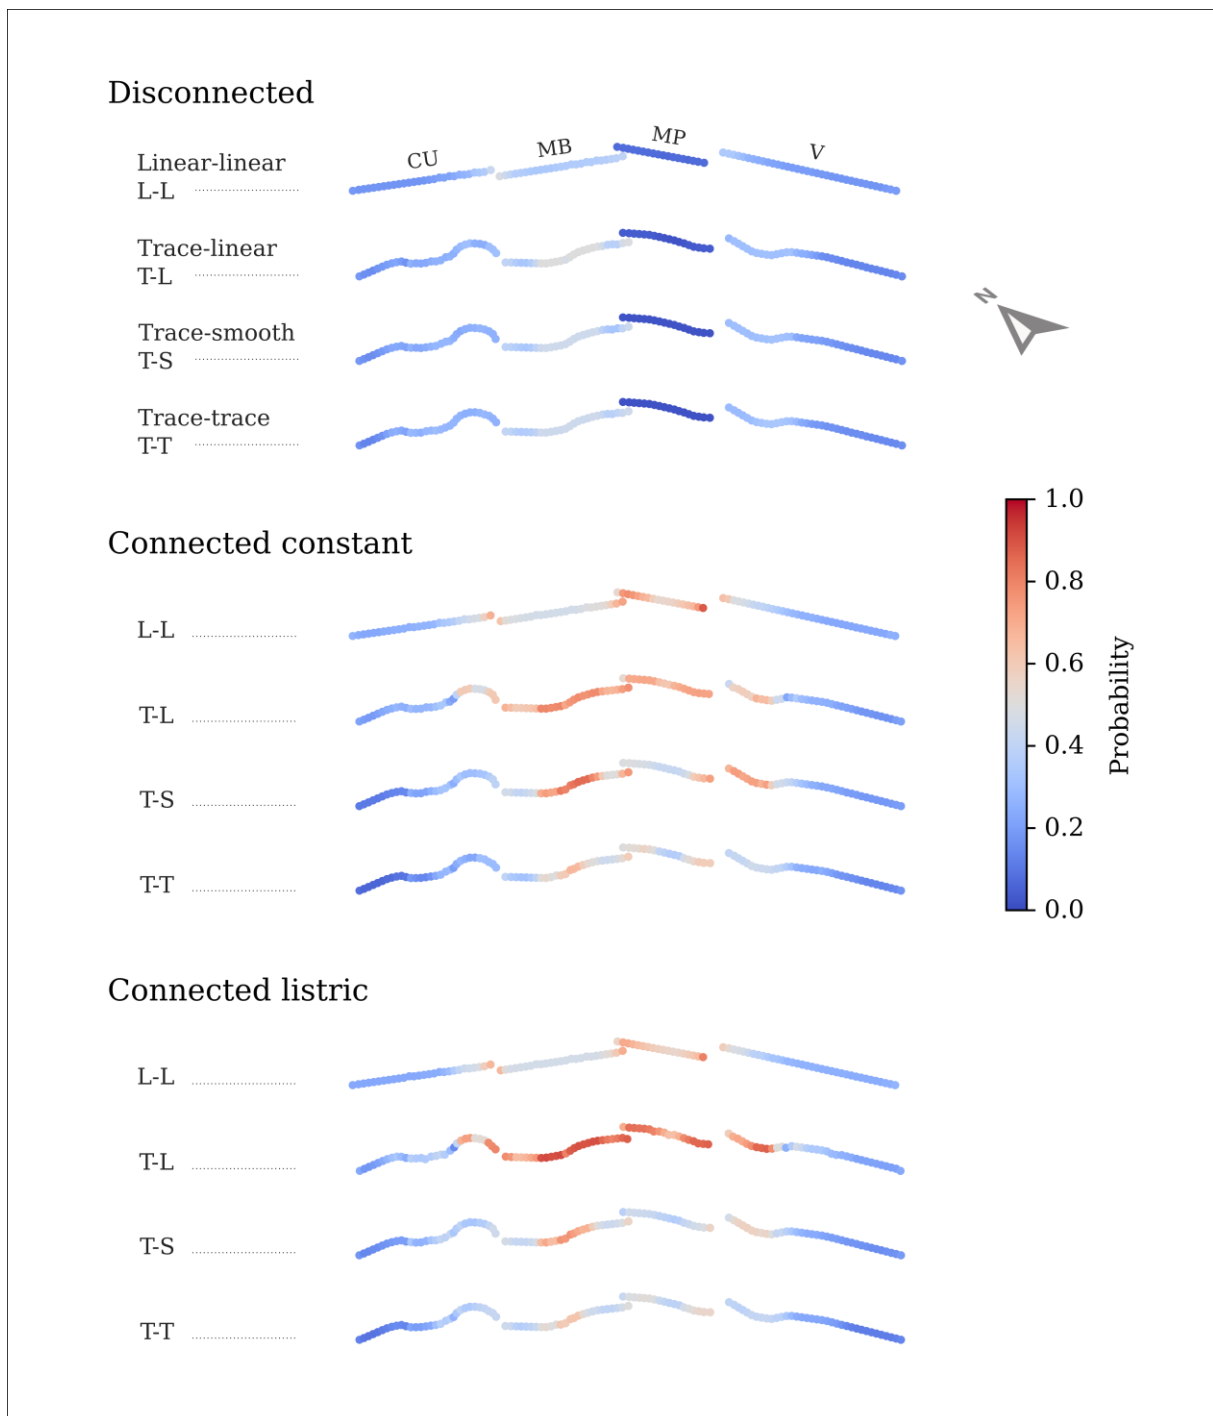 Disconnected
CU
MB
MP
V
Linear-linear
L-L
Trace-linear
T-L
N
Trace-smooth
T-S
Trace-trace
T-T
Connected constant
L-L
T-L
T-S
T-T
1.0
0.8
0.6
0.4
0.2
0.0
Probability
Connected listric
L-L
T-L
T-S
T-T